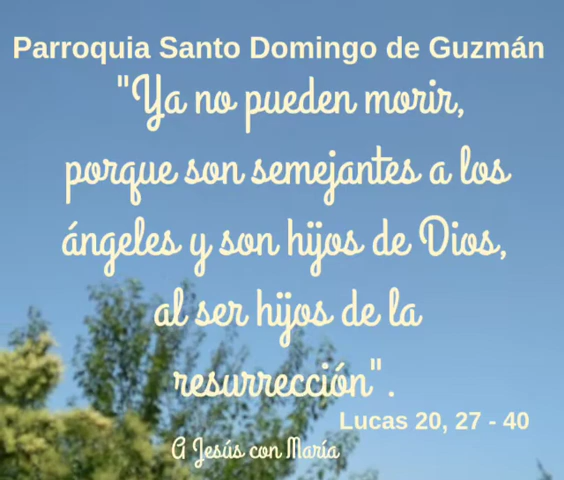 Parroquia Santo Domingo de Guzmán
"Ya no pueden morir,
porque son semejantes a los
ángeles y son hijos de Dios,
al ser hijos de la
resurrección".
Lucas 20, 27 - 40
A Jesús con María